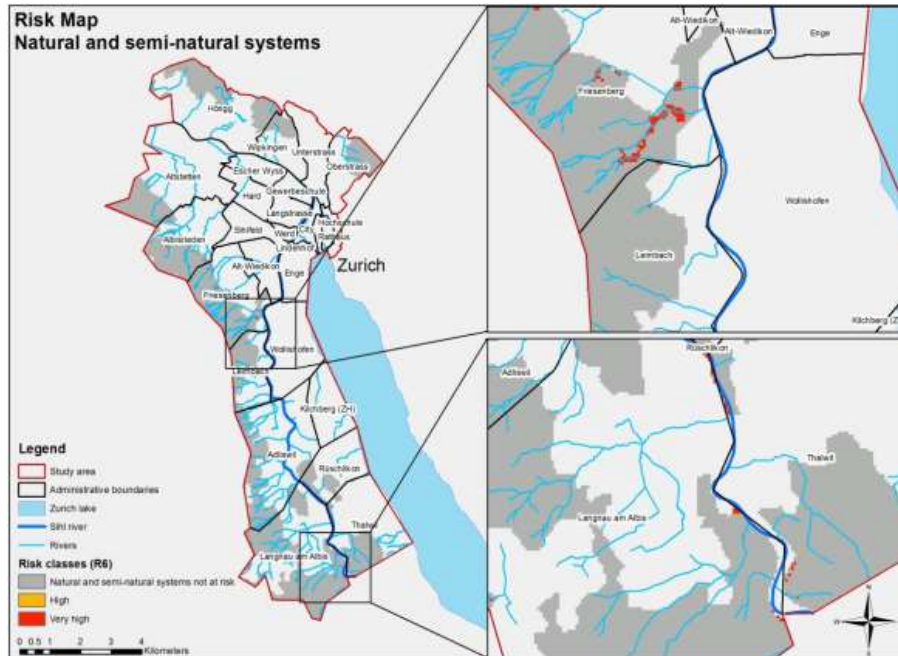 Risk Map
Natural and semi-natural systems
Höngg
Wipkingen
Unterstrass
Oberstrass
Escher Wyss
Altstetten
Gewerbeschule
Hard
Langstrasse
Hochschule
City
Rathaus
Sihlfeld
Werd
Lindenhof
Albisrieden
Alt-Wiedikon
Enge
Zurich
Friesenberg
Wollishofen
Leimbach
Kilchberg (ZH)
Adliswil
Rüschlikon
Thalwil
Langnau am Albis
Legend
Study area
Administrative boundaries
Zurich lake
Sihl river
Rivers
Risk classes (R6)
Natural and semi-natural systems not at risk
High
Very high
0 0.5 1 2 3 4
Kilometers
Alt-Wiedikon
Alt-Wiedikon
Enge
Friesenberg
Wollishofen
Leimbach
Kilchberg (Z
Rüschlikon
Adliswil
Thalwil
Langnau am Albis
N
W
E
S